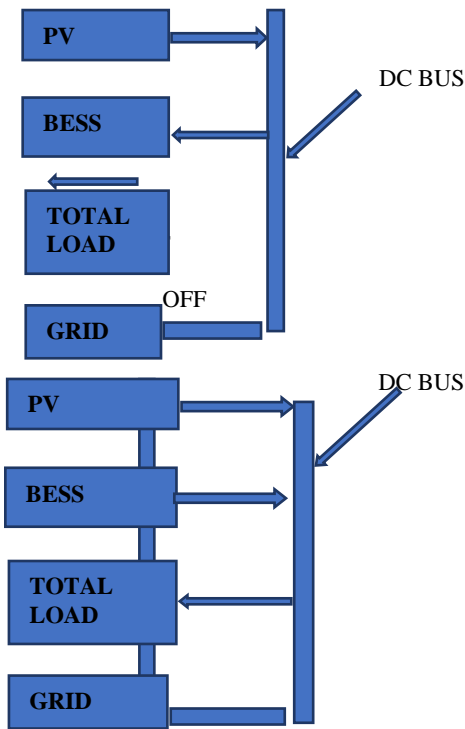 PV
DC BUS
BESS
TOTAL
LOAD
OFF
GRID
DC BUS
PV
BESS
TOTAL
LOAD
GRID